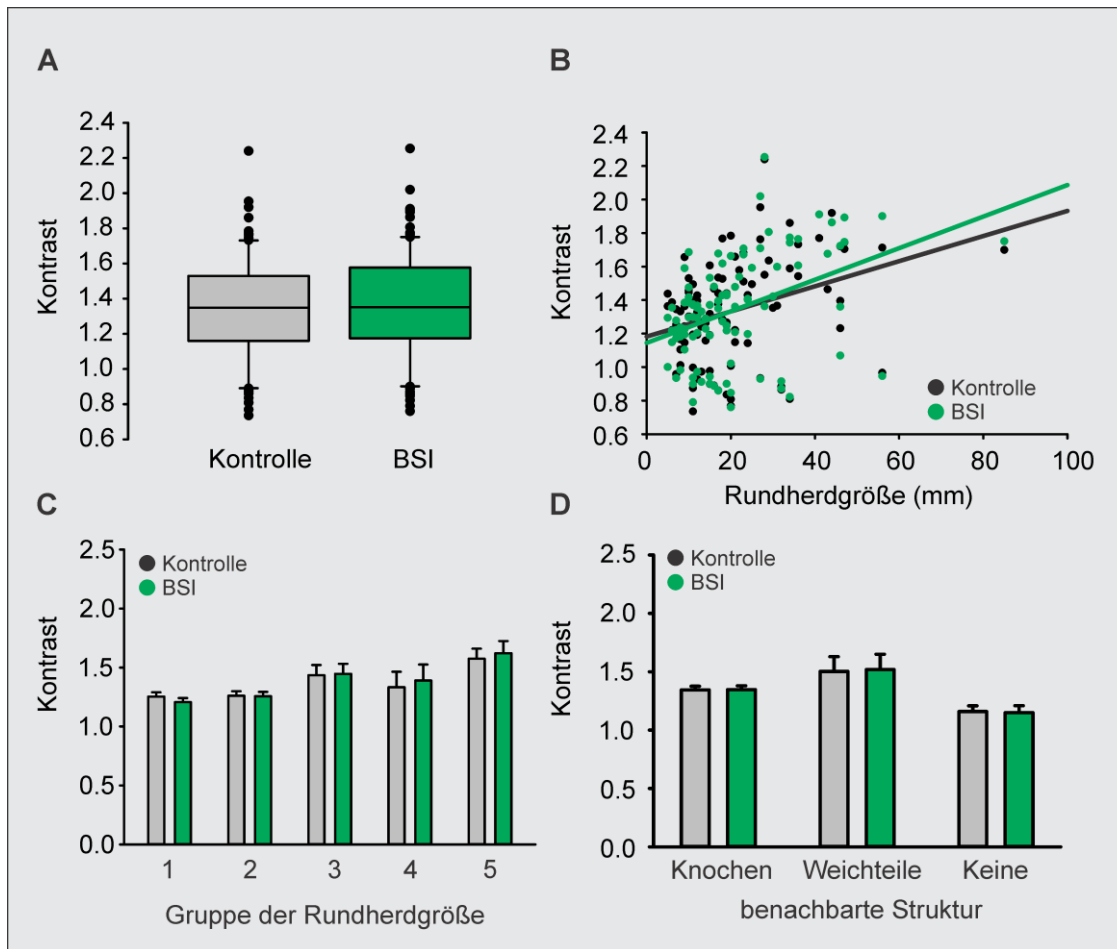 A
2.4
2.2
2.0
1.8
1.6
1.4
1.2
1.0
0.8
0.6
Kontrast
Kontrolle BSI
B
2.4
2.2
2.0
1.8
1.6
1.4
1.2
1.0
0.8
0.6
Kontrast
Kontrolle
BSI
0 20 40 60 80 100
Rundherdgröße (mm)
C
2.5
2.0
1.5
1.0
0.5
0.0
Kontrast
Kontrolle
BSI
1 2 3 4 5
Gruppe der Rundherdgröße
D
2.5
2.0
1.5
1.0
0.5
0.0
Kontrast
Kontrolle
BSI
Knochen Weichteile Keine
benachbarte Struktur